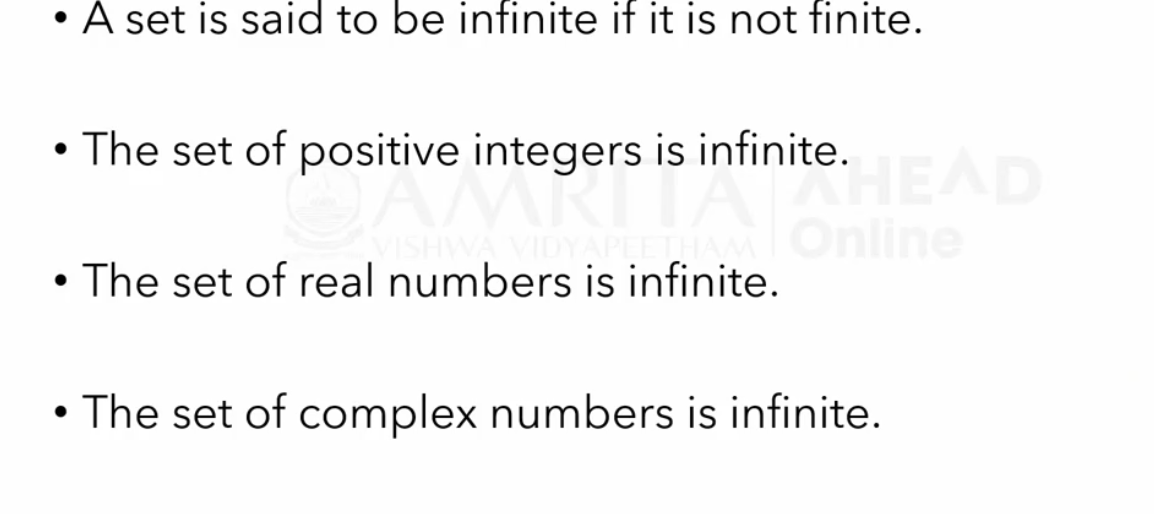 • A set is said to be infinite if it is not finite.
• The set of positive integers is infinite.
AMRITA AHEAD
VISHWA VIDYAPEETHAM Online
• The set of real numbers is infinite.
• The set of complex numbers is infinite.